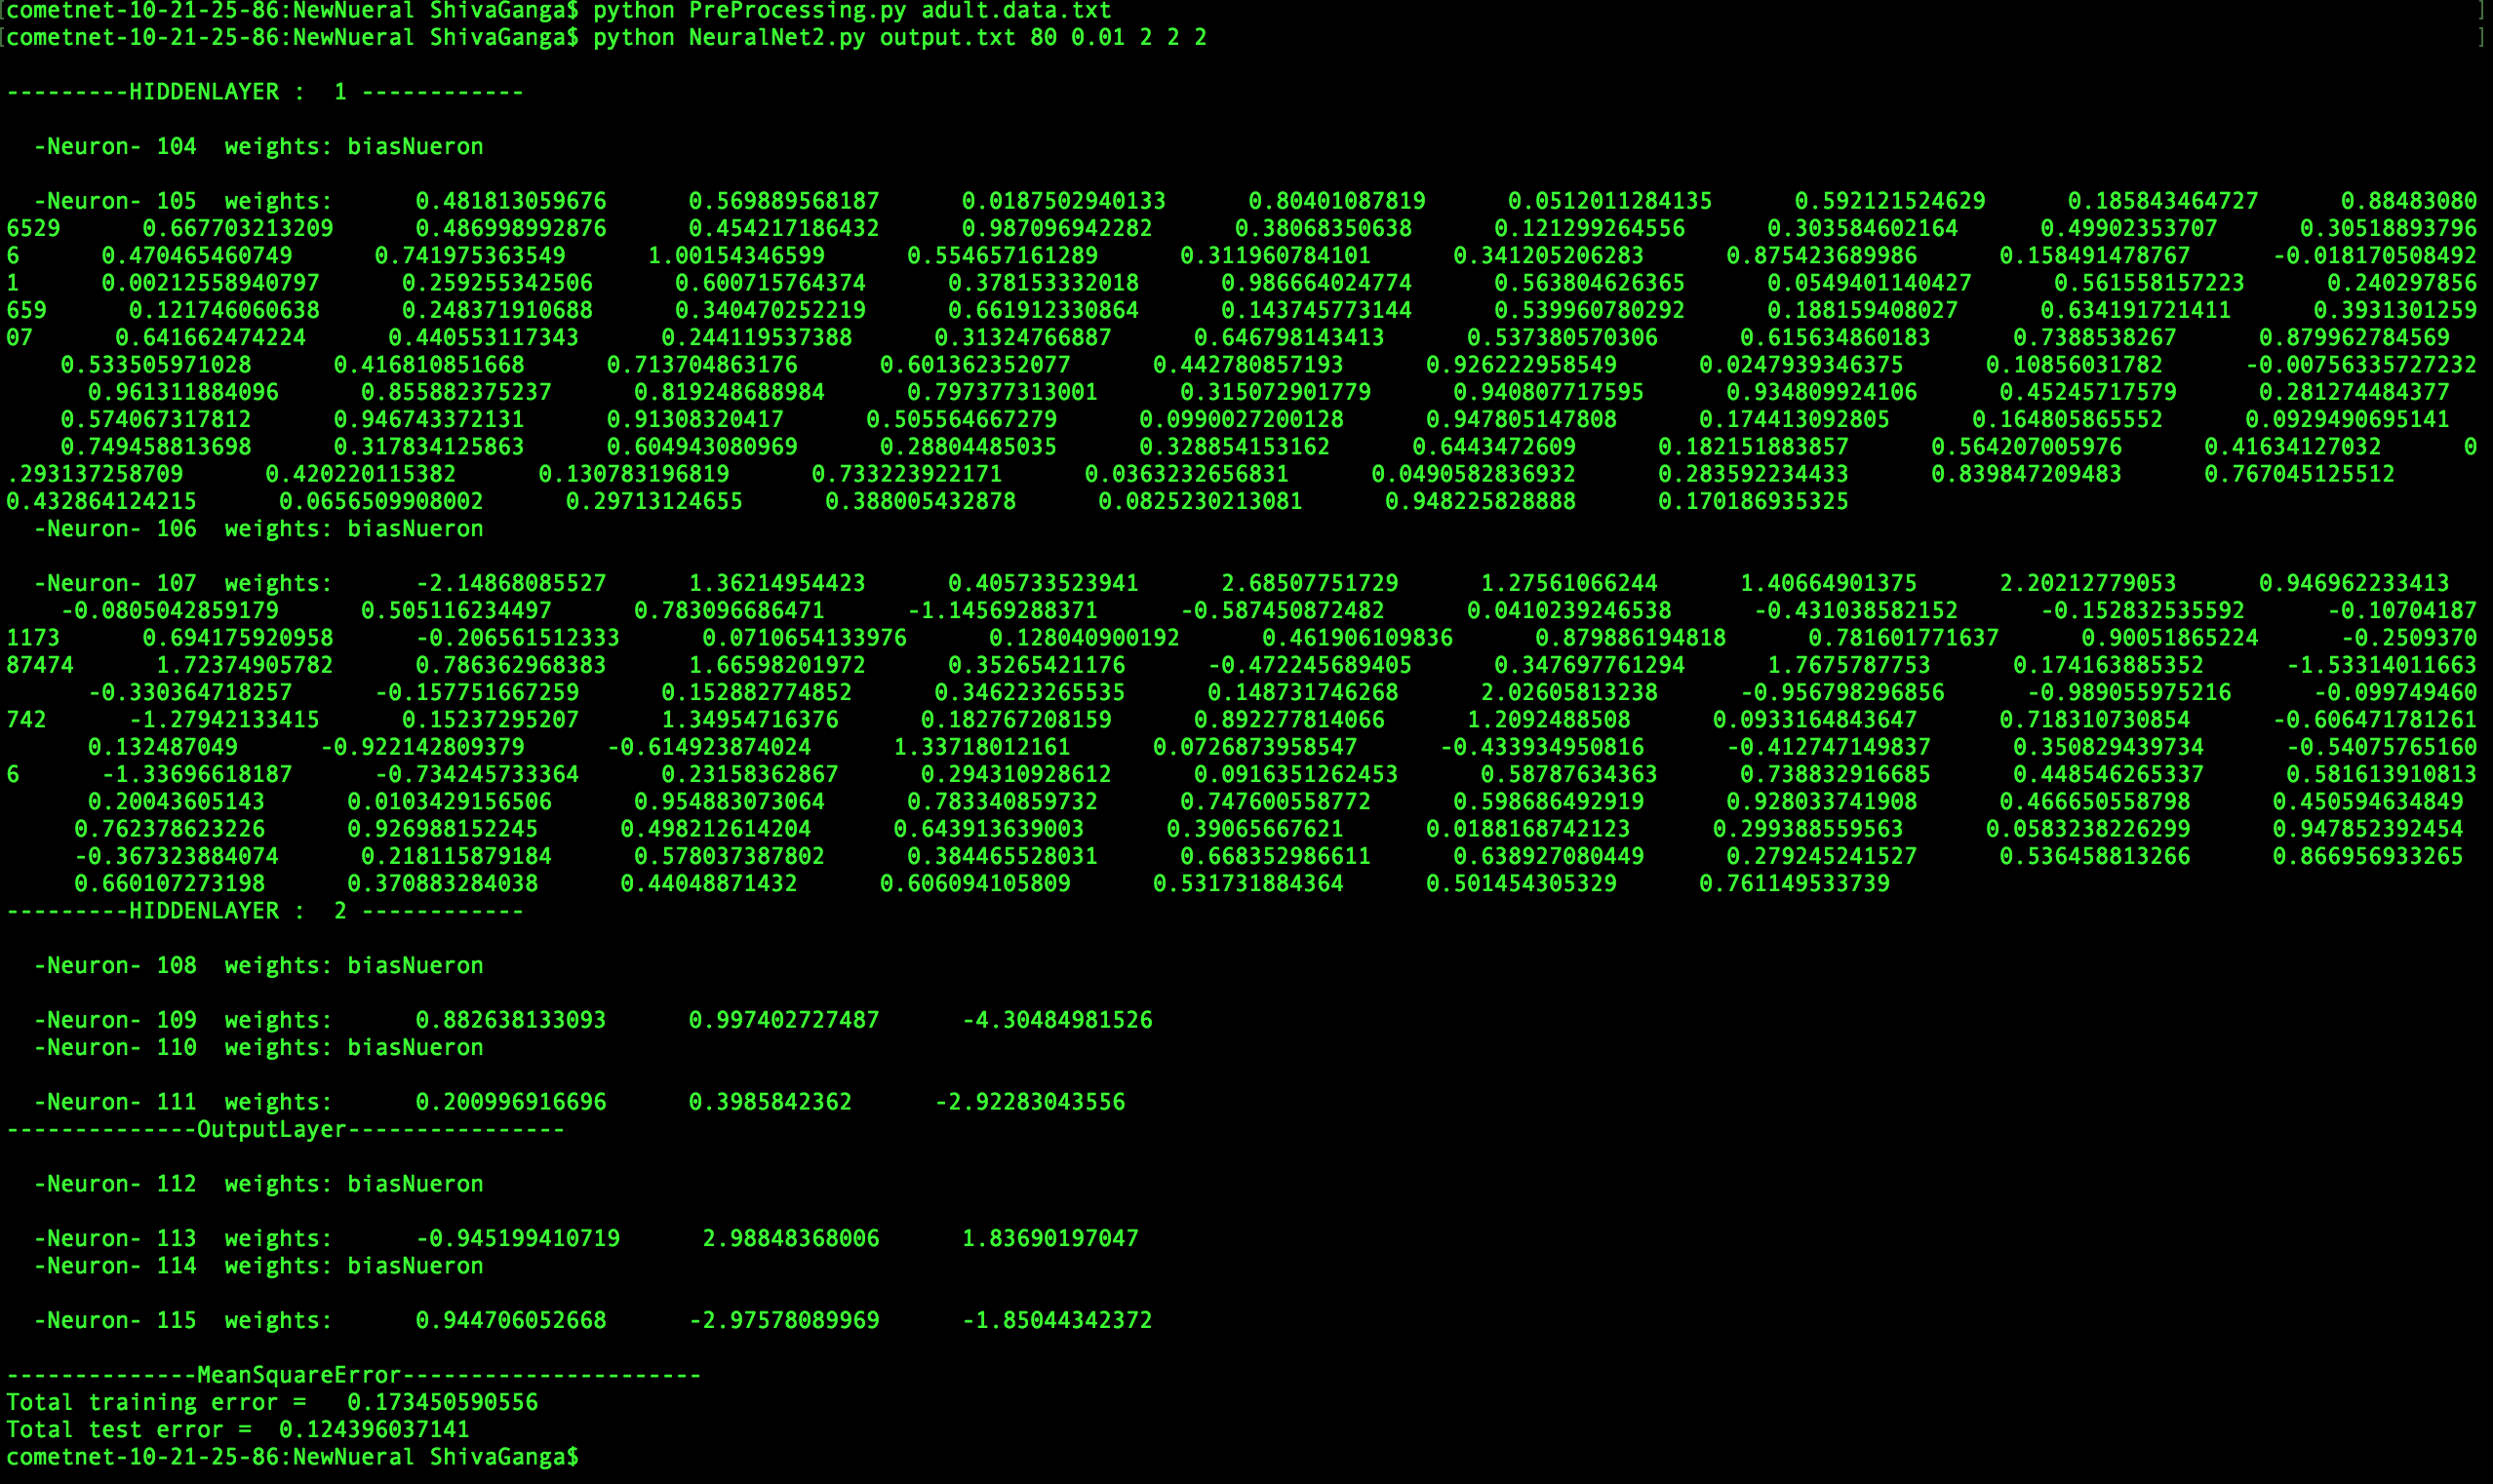 cometnet-10-21-25-86:NewNueral ShivaGanga$ python PreProcessing.py adult.data.txt
cometnet-10-21-25-86:NewNueral ShivaGanga$ python NeuralNet2.py output.txt 80 0.01 2 2 2
---------HIDDENLAYER :  1 ------------
-Neuron- 104  weights: biasNueron
-Neuron- 105  weights:      0.481813059676      0.569889568187      0.0187502940133      0.80401087819      0.0512011284135      0.592121524629      0.185843464727      0.88483080
6529      0.667703213209      0.486998992876      0.454217186432      0.987096942282      0.38068350638      0.121299264556      0.303584602164      0.49902353707      0.30518893796
6      0.470465460749      0.741975363549      1.00154346599      0.554657161289      0.311960784101      0.341205206283      0.875423689986      0.158491478767      -0.018170508492
1      0.002125589407​97      0.259255342506      0.600715764374      0.378153332018      0.986664024774      0.563804626365      0.0549401140427      0.561558157223      0.240297856
659      0.121746060638      0.248371910688      0.340470252219      0.661912330864      0.143745773144      0.539960780292      0.188159408027      0.634191721411      0.3931301259
07      0.641662474224      0.440553117343      0.244119537388      0.31324766887      0.646798143413      0.537380570306      0.615634860183      0.7388538267      0.879962784569
0.533505971028      0.416810851668      0.713704863176      0.601362352077      0.442780857193      0.926222958549      0.0247939346375      0.10856031782      -0.00756335727232
0.961311884096      0.855882375237      0.819248688984      0.797377313001      0.315072901779      0.940807717595      0.934809924106      0.45245717579      0.281274484377
0.574067317812      0.946743372131      0.91308320417      0.505564667279      0.0990027200128      0.947805147808      0.174413092805      0.164805865552      0.0929490695141
0.749458813698      0.317834125863      0.604943080969      0.28804485035      0.328854153162      0.6443472609      0.182151883857      0.564207005976      0.41634127032      0
.293137258709      0.420220115382      0.130783196819      0.733223922171      0.0363232656831      0.0490582836932      0.283592234433      0.839847209483      0.767045125512
0.432864124215      0.0656509908002      0.29713124655      0.388005432878      0.0825230213081      0.948225828888      0.170186935325
-Neuron- 106  weights: biasNueron
-Neuron- 107  weights:      -2.14868085527      1.36214954423      0.405733523941      2.68507751729      1.27561066244      1.40664901375      2.20212779053      0.946962233413
-0.0805042859179      0.505116234497      0.783096686471      -1.14569288371      -0.587450872482      0.0410239246538      -0.431038582152      -0.152832535592      -0.10704187
1173      0.694175920958      -0.206561512333      0.0710654133976      0.128040900192      0.461906109836      0.879886194818      0.781601771637      0.90051865224      -0.2509370
87474      1.72374905782      0.786362968383      1.66598201972      0.35265421176      -0.472245689405      0.347697761294      1.7675787753      0.174163885352      -1.53314011663
-0.330364718257      -0.157751667259      0.152882774852      0.346223265535      0.148731746268      2.02605813238      -0.956798296856      -0.989055975216      -0.099749460
742      -1.27942133415      0.15237295207      1.34954716376      0.182767208159      0.892277814066      1.2092488508      0.0933164843647      0.718310730854      -0.606471781261
0.132487049      -0.922142809379      -0.614923874024      1.33718012161      0.0726873958547      -0.433934950816      -0.412747149837      0.350829439734      -0.54075765160
6      -1.33696618187      -0.734245733364      0.23158362867      0.294310928612      0.0916351262453      0.58787634363      0.738832916685      0.448546265337      0.581613910813
0.20043605143      0.0103429156506      0.954883073064      0.783340859732      0.747600558772      0.598686492919      0.928033741908      0.466650558798      0.450594634849
0.762378623226      0.926988152245      0.498212614204      0.643913639003      0.39065667621      0.0188168742123      0.299388559563      0.0583238226299      0.947852392454
-0.367323884074      0.218115879184      0.578037387802      0.384465528031      0.668352986611      0.638927080449      0.279245241527      0.536458813266      0.866956933265
0.660107273198      0.370883284038      0.44048871432      0.606094105809      0.531731884364      0.501454305329      0.761149533739
---------HIDDENLAYER :  2 ------------
-Neuron- 108  weights: biasNueron
-Neuron- 109  weights:      0.882638133093      0.997402727487      -4.30484981526
-Neuron- 110  weights: biasNueron
-Neuron- 111  weights:      0.200996916696      0.3985842362      -2.92283043556
--------------OutputLayer----------------
-Neuron- 112  weights: biasNueron
-Neuron- 113  weights:      -0.945199410719      2.98848368006      1.83690197047
-Neuron- 114  weights: biasNueron
-Neuron- 115  weights:      0.944706052668      -2.97578089969      -1.85044342372
--------------MeanSquareError----------------------
Total training error =   0.173450590556
Total test error =  0.124396037141
cometnet-10-21-25-86:NewNueral ShivaGanga$